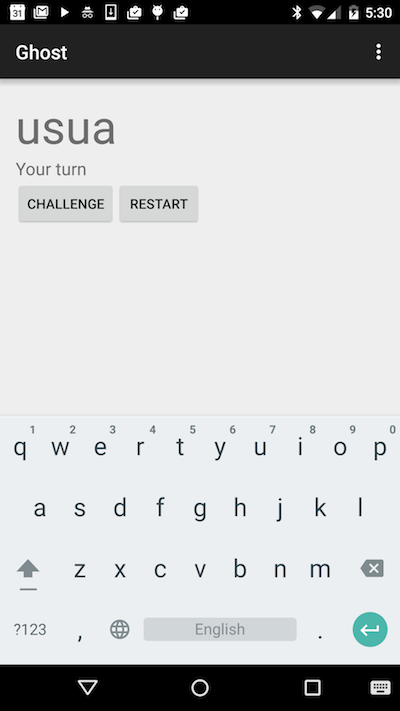 31 5:30
Ghost
usua
Your turn
CHALLENGE RESTART
1 2 3 4 5 6 7 8 9 0
q w e r t y u i o p
a s d f g h j k l
z x c v b n m
?123 , English .